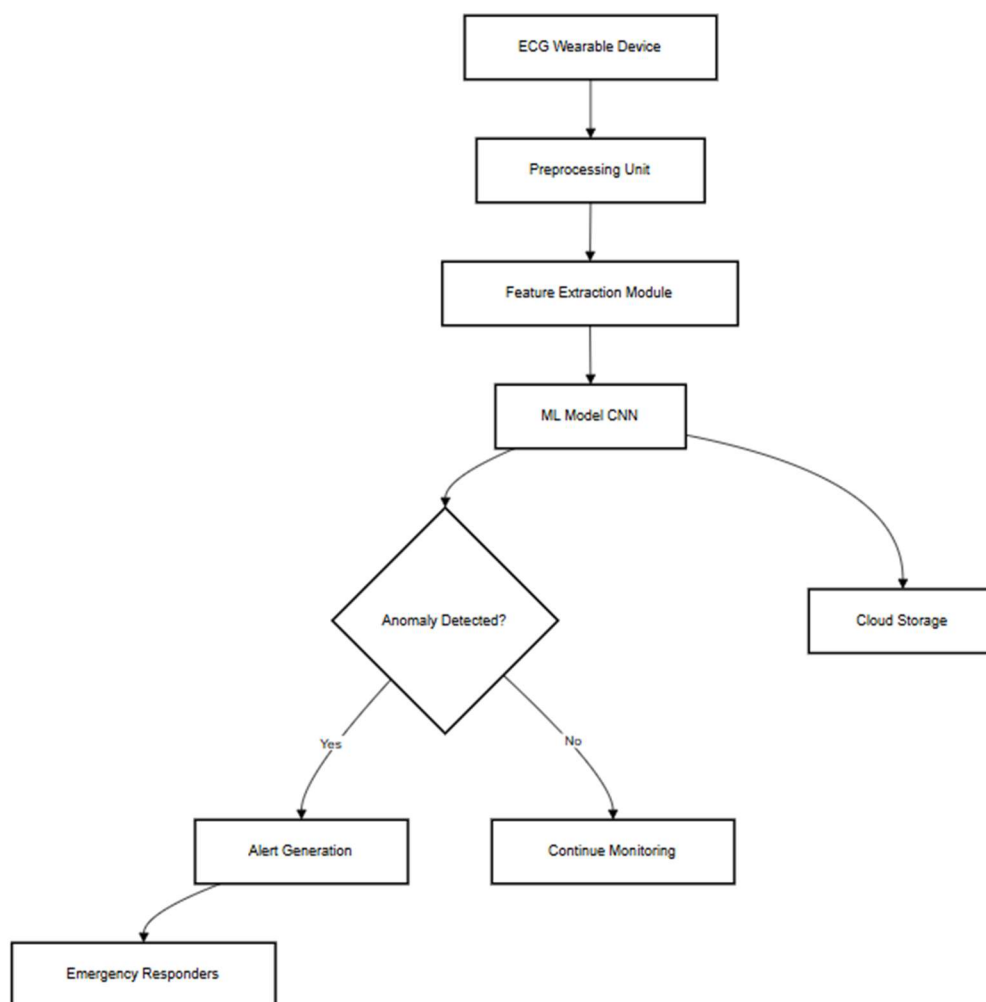 ECG Wearable Device
Preprocessing Unit
Feature Extraction Module
ML Model CNN
Anomaly Detected?
Cloud Storage
Yes
No
Alert Generation
Continue Monitoring
Emergency Responders